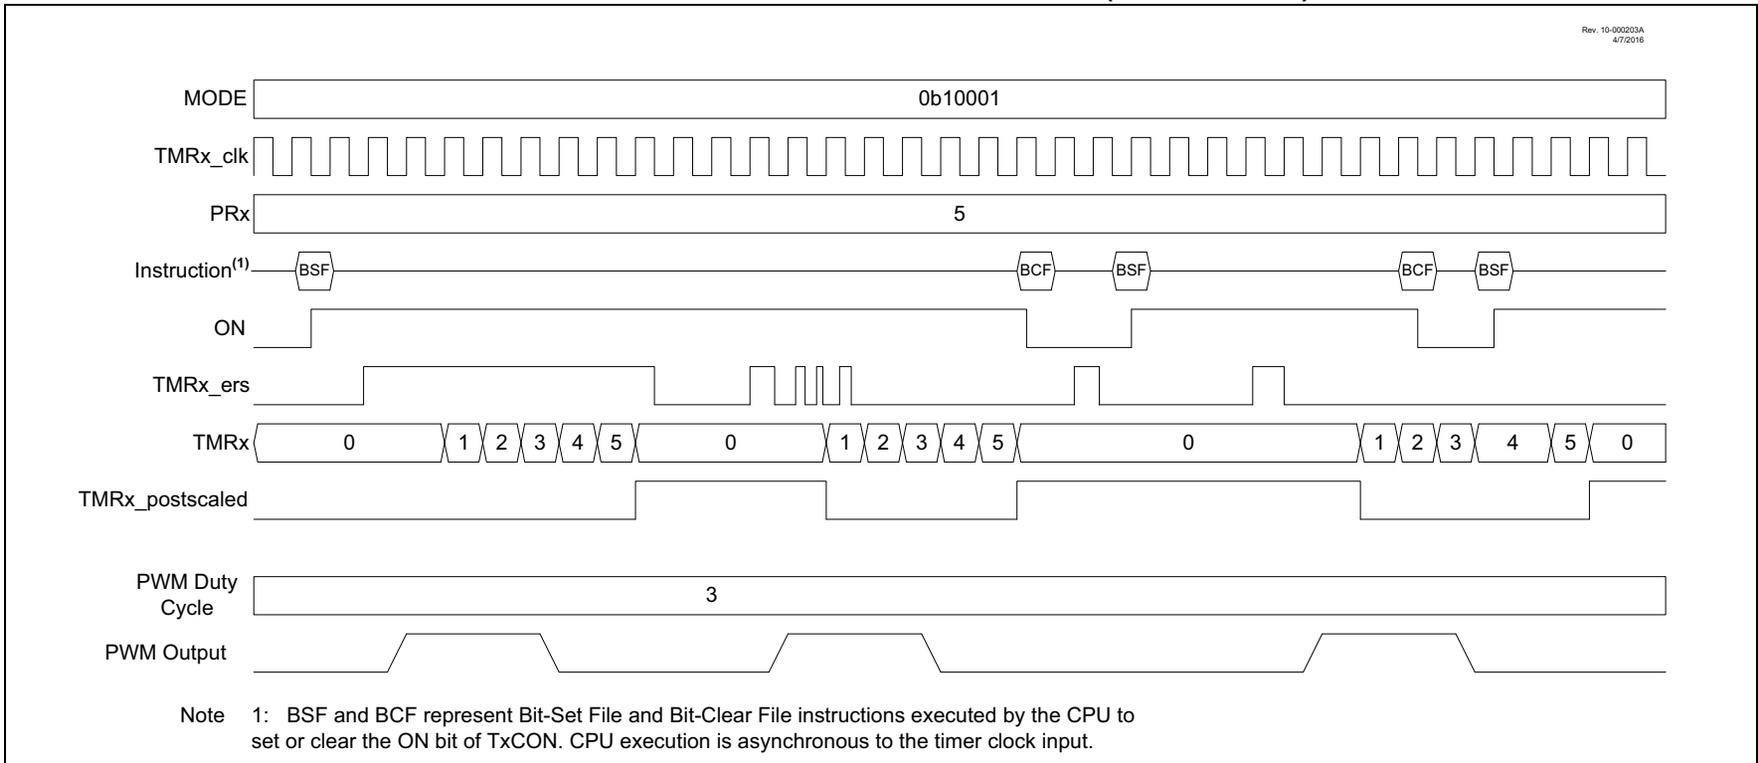 Rev. 10-000203A
4/7/2016
MODE 0b10001
TMRx_clk
PRx 5
Instruction(1) BSF BCF BSF BCF BSF
ON
TMRx_ers
TMRx 0 1 2 3 4 5 0 1 2 3 4 5 0 1 2 3 4 5 0
TMRx_postscaled
PWM Duty
Cycle 3
PWM Output
Note 1: BSF and BCF represent Bit-Set File and Bit-Clear File instructions executed by the CPU to
set or clear the ON bit of TxCON. CPU execution is asynchronous to the timer clock input.